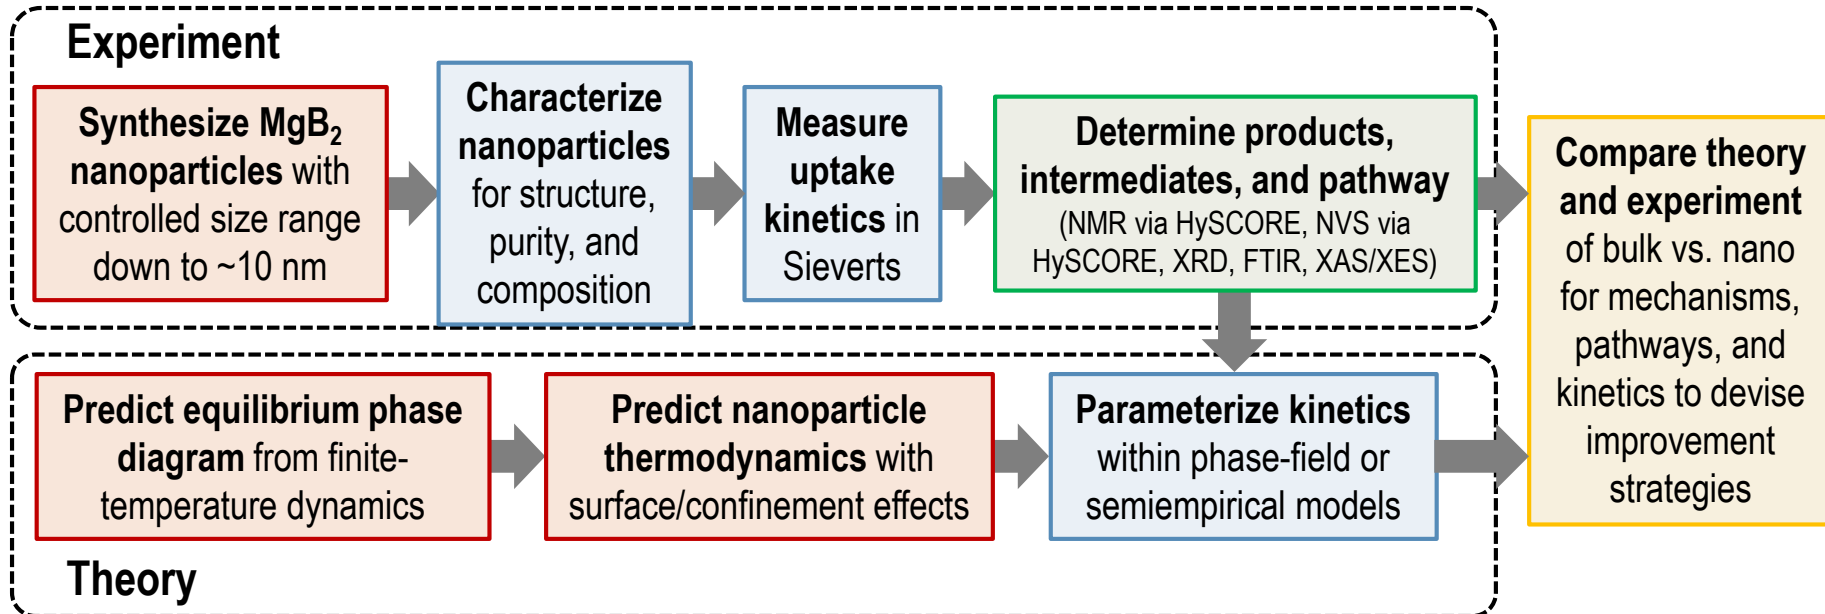 Experiment
Synthesize MgB₂
nanoparticles with
controlled size range
down to ~10 nm
Characterize
nanoparticles
for structure,
purity, and
composition
Measure
uptake
kinetics in
Sieverts
Determine products,
intermediates, and pathway
(NMR via HySCORE, NVS via
HySCORE, XRD, FTIR, XAS/XES)
Compare theory
and experiment
of bulk vs. nano
for mechanisms,
pathways, and
kinetics to devise
improvement
strategies
Predict equilibrium phase
diagram from finite-
temperature dynamics
Predict nanoparticle
thermodynamics with
surface/confinement effects
Parameterize kinetics
within phase-field or
semiempirical models
Theory